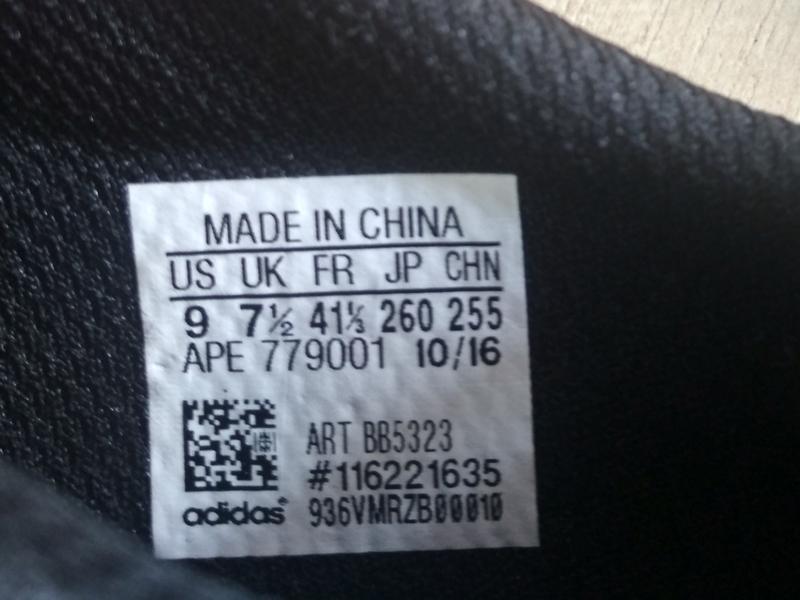 MADE IN CHINA
US UK FR JP CHN
9 7½ 41⅓ 260 255
APE 779001 10/16
ART BB5323
#116221635
adidas® 936VMRZB00010